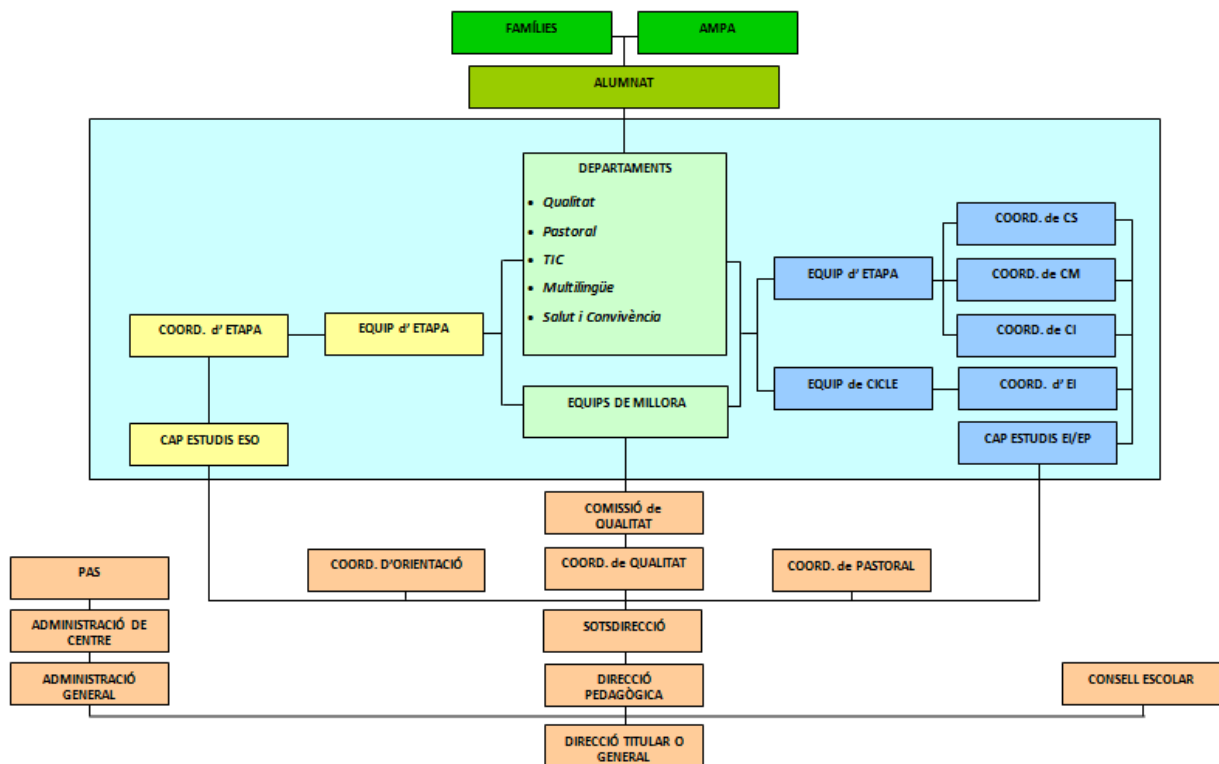 FAMÍLIES
AMPA
ALUMNAT
DEPARTAMENTS
• Qualitat
• Pastoral
• TIC
• Multilingüe
• Salut i Convivència
COORD. de CS
EQUIP d' ETAPA
COORD. de CM
COORD. d' ETAPA
EQUIP d' ETAPA
COORD. de CI
EQUIPS DE MILLORA
EQUIP de CICLE
COORD. d' EI
CAP ESTUDIS ESO
CAP ESTUDIS EI/EP
COMISSIÓ de
QUALITAT
PAS
COORD. D'ORIENTACIÓ
COORD. de QUALITAT
COORD. de PASTORAL
ADMINISTRACIÓ DE
CENTRE
SOTSDIRECCIÓ
ADMINISTRACIÓ
GENERAL
DIRECCIÓ
PEDAGÒGICA
CONSELL ESCOLAR
DIRECCIÓ TITULAR O
GENERAL